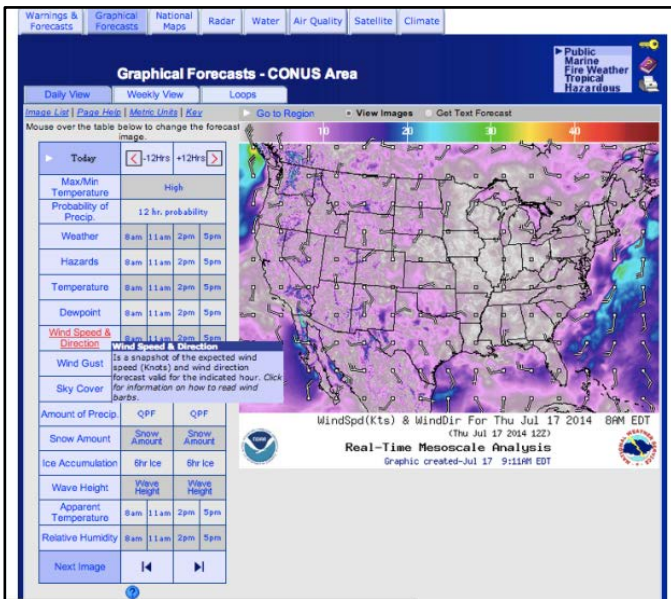 Warnings & Forecasts
Graphical Forecasts
National Maps
Radar
Water
Air Quality
Satellite
Climate
Graphical Forecasts - CONUS Area
Public
Marine
Fire Weather
Tropical
Hazardous
Daily View
Weekly View
Loops
Image List | Page Help | Metric Units | Key
Go to Region
View Images
Get Text Forecast
Mouse over the table below to change the forecast image.
10 20 30 40
Today -12Hrs +12Hrs
Max/Min Temperature High
Probability of Precip. 12 hr. probability
Weather 8am 11am 2pm 5pm
Hazards 8am 11am 2pm 5pm
Temperature 8am 11am 2pm 5pm
Dewpoint 8am 11am 2pm 5pm
Wind Speed & Direction 8am 11am 2pm 5pm
Wind Speed & Direction
Is a snapshot of the expected wind
speed (Knots) and wind direction
forecast valid for the indicated hour. Click
for information on how to read wind
barbs.
Wind Gust
Sky Cover
Amount of Precip. QPF QPF
Snow Amount Snow Amount Snow Amount
Ice Accumulation 6hr Ice 6hr Ice
Wave Height Wave Height Wave Height
Apparent Temperature 8am 11am 2pm 5pm
Relative Humidity 8am 11am 2pm 5pm
Next Image
?
WindSpd(Kts) & WindDir For Thu Jul 17 2014 8AM EDT
(Thu Jul 17 2014 12Z)
Real-Time Mesoscale Analysis
Graphic created-Jul 17 9:11AM EDT
NOAA